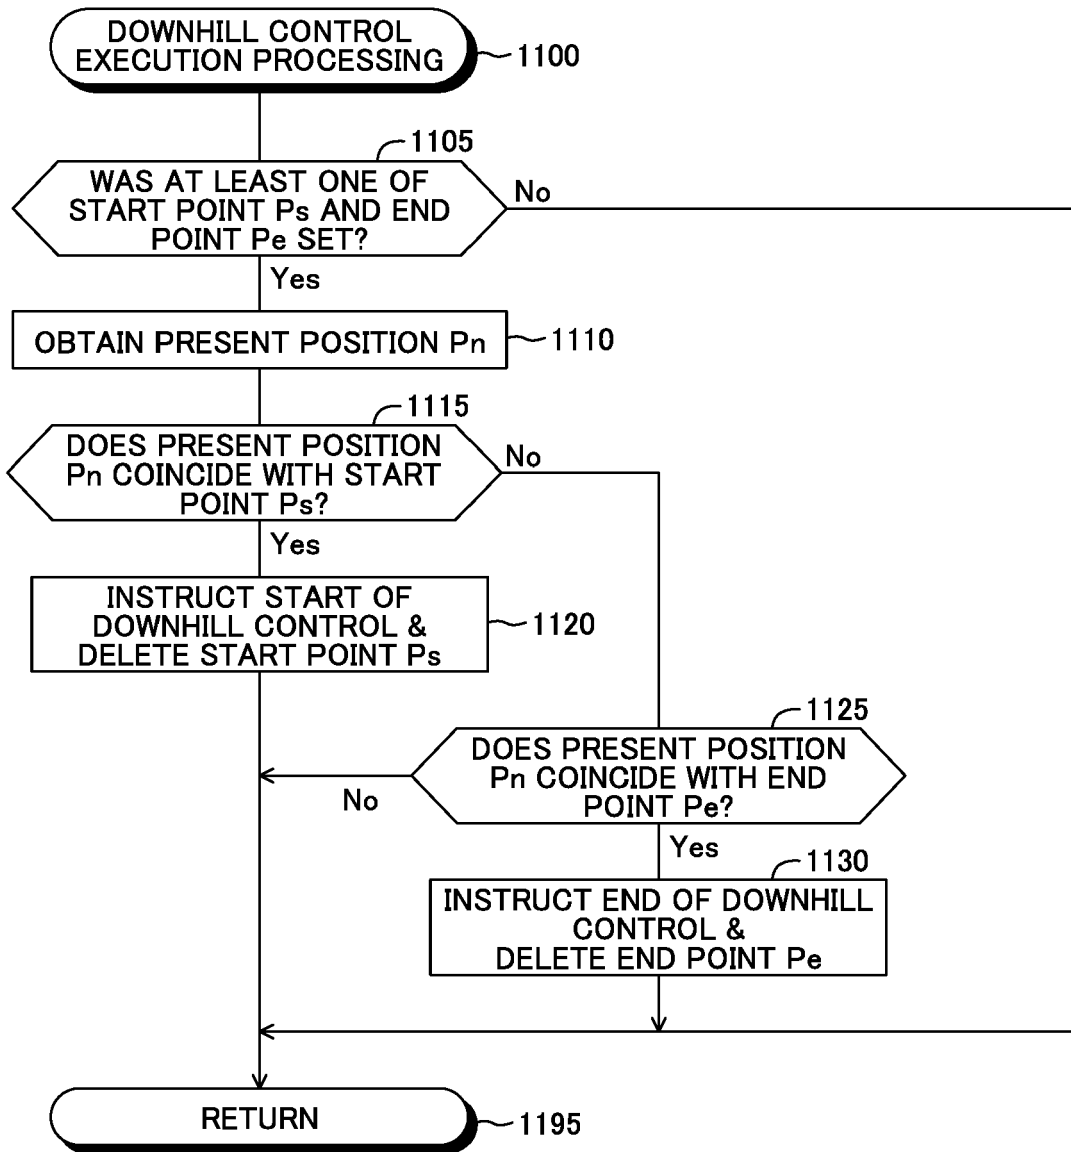 DOWNHILL CONTROL
EXECUTION PROCESSING
1100
1105
WAS AT LEAST ONE OF
START POINT Ps AND END
POINT Pe SET?
No
Yes
OBTAIN PRESENT POSITION Pn
1110
1115
DOES PRESENT POSITION
Pn COINCIDE WITH START
POINT Ps?
No
Yes
INSTRUCT START OF
DOWNHILL CONTROL &
DELETE START POINT Ps
1120
1125
DOES PRESENT POSITION
Pn COINCIDE WITH END
POINT Pe?
No
Yes
1130
INSTRUCT END OF DOWNHILL
CONTROL &
DELETE END POINT Pe
RETURN
1195